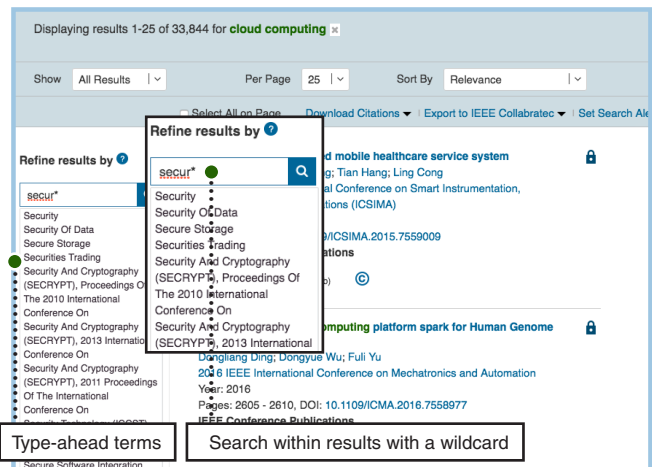 Displaying results 1-25 of 33,844 for cloud computing x
Show All Results Per Page 25 Sort By Relevance
Select All on Page Download Citations Export to IEEE Collabratec Set Search Ale
Refine results by ?
secur*
Security
Security Of Data
Secure Storage
Securities Trading
Security And Cryptography
(SECRYPT), Proceedings Of
The 2010 International
Conference On
Security And Cryptography
(SECRYPT), 2013 International
Refine results by ?
secur*
Security
Security Of Data
Secure Storage
Securities Trading
Security And Cryptography
(SECRYPT), Proceedings O
The 2010 International
Conference On
Security And Cryptography
(SECRYPT), 2013 Internatio
Conference On
Security And Cryptography
(SECRYPT), 2011 Proceedings
Of The International
Conference On
Secure Software Integration
d mobile healthcare service system
g; Tian Hang; Ling Cong
al Conference on Smart Instrumentation,
ations (ICSIMA)
9/ICSIMA.2015.7559009
ations
©
omputing platform spark for Human Genome
Dongliang Ding; Dongyue Wu; Fuli Yu
2016 IEEE International Conference on Mechatronics and Automation
Year: 2016
Pages: 2605 - 2610, DOI: 10.1109/ICMA.2016.7558977
IEEE Conference Publications
Type-ahead terms
Search within results with a wildcard